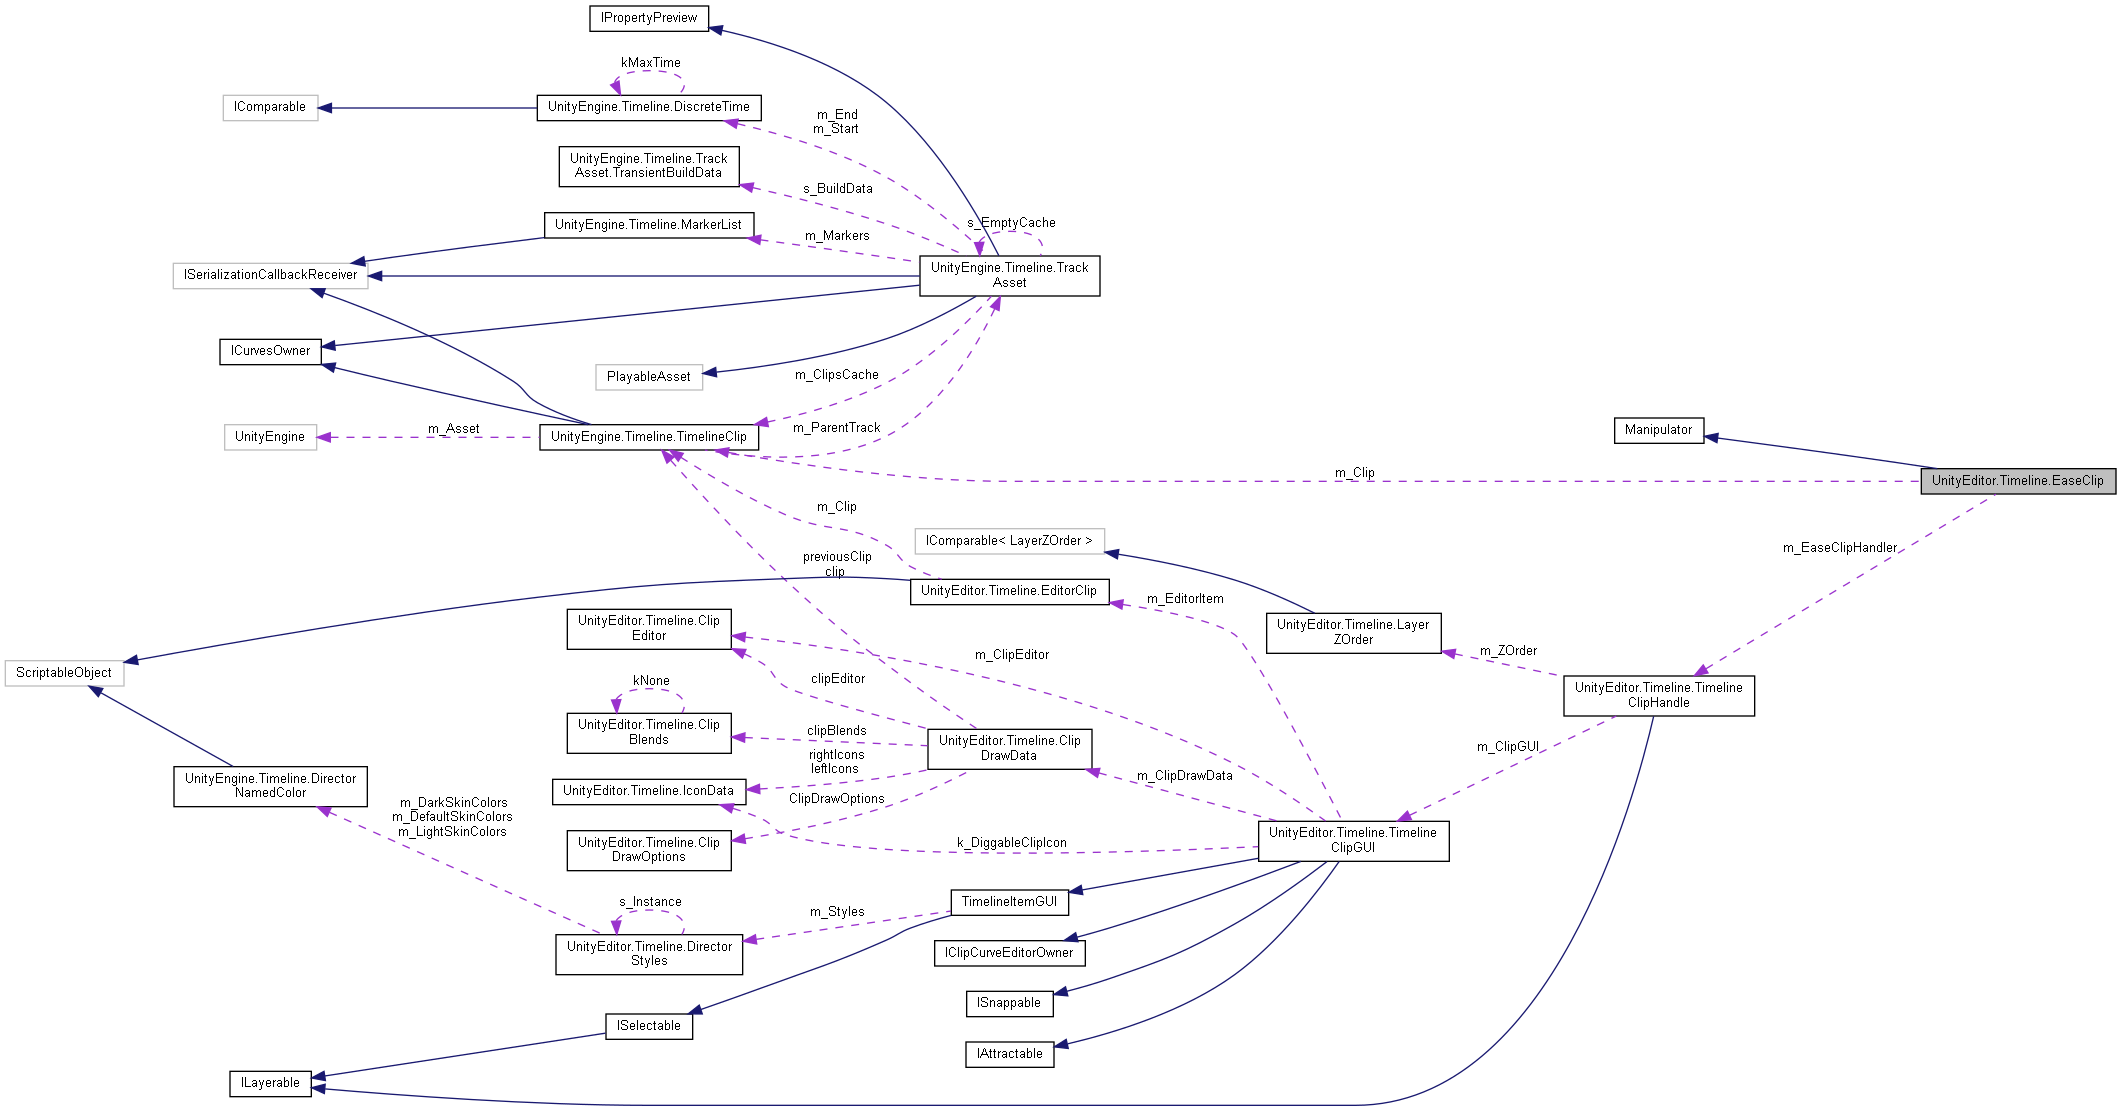 IPropertyPreview
kMaxTime
IComparable
UnityEngine.Timeline.DiscreteTime
m_End
m_Start
UnityEngine.Timeline.Track
Asset.TransientBuildData
s_BuildData
UnityEngine.Timeline.MarkerList
m_Markers
s_EmptyCache
ISerializationCallbackReceiver
UnityEngine.Timeline.Track
Asset
ICurvesOwner
PlayableAsset
m_ClipsCache
m_ParentTrack
UnityEngine
m_Asset
UnityEngine.Timeline.TimelineClip
Manipulator
m_Clip
UnityEditor.Timeline.EaseClip
m_Clip
IComparable< LayerZOrder >
m_EaseClipHandler
previousClip
clip
UnityEditor.Timeline.EditorClip
m_EditorItem
UnityEditor.Timeline.Clip
Editor
UnityEditor.Timeline.Layer
ZOrder
m_ClipEditor
m_ZOrder
ScriptableObject
kNone
clipEditor
UnityEditor.Timeline.Timeline
ClipHandle
UnityEditor.Timeline.Clip
Blends
clipBlends
UnityEditor.Timeline.Clip
DrawData
m_ClipGUI
rightIcons
leftIcons
m_ClipDrawData
UnityEngine.Timeline.Director
NamedColor
UnityEditor.Timeline.IconData
ClipDrawOptions
m_DarkSkinColors
m_DefaultSkinColors
m_LightSkinColors
UnityEditor.Timeline.Clip
DrawOptions
k_DiggableClipIcon
UnityEditor.Timeline.Timeline
ClipGUI
s_Instance
m_Styles
TimelineItemGUI
UnityEditor.Timeline.Director
Styles
IClipCurveEditorOwner
ISnappable
ISelectable
IAttractable
ILayerable